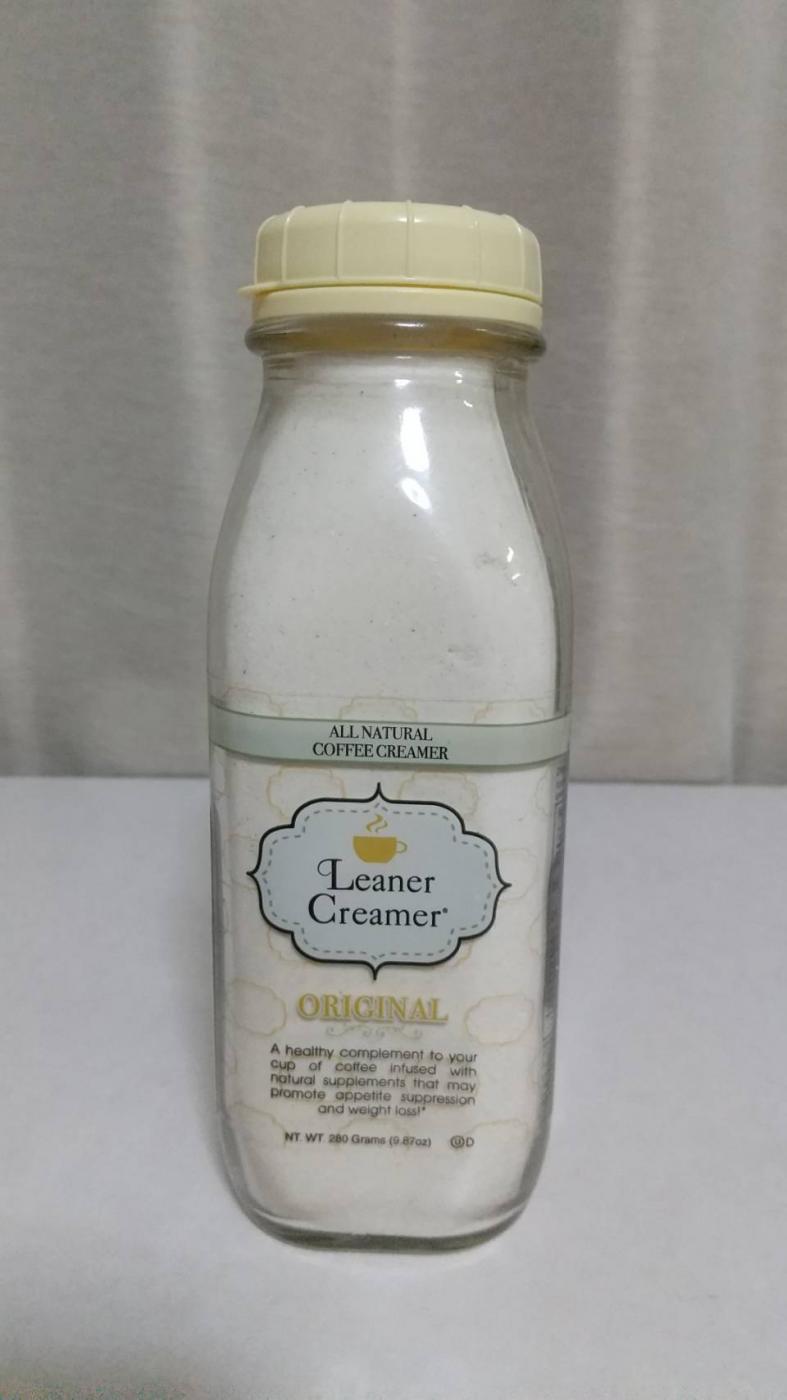 ALL NATURAL
COFFEE CREAMER
Leaner
Creamer®
ORIGINAL
A healthy complement to your
cup of coffee infused with
natural supplements that may
promote appetite suppression
and weight loss!*
NT. WT. 280 Grams (9.87oz) ⓊD